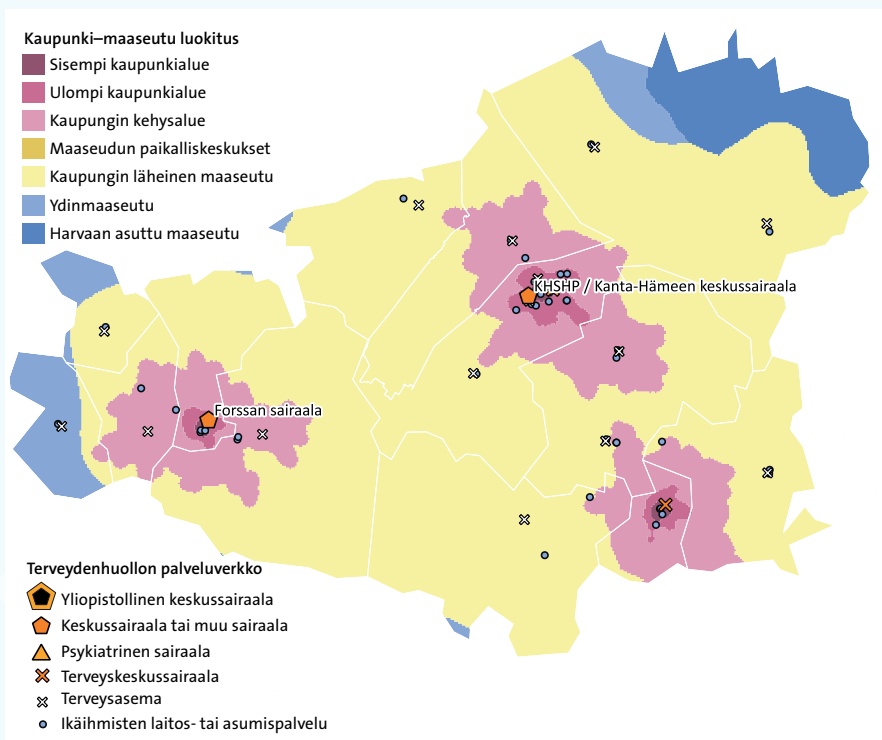 Kaupunki–maaseutu luokitus
Sisempi kaupunkialue
Ulompi kaupunkialue
Kaupungin kehysalue
Maaseudun paikalliskeskukset
Kaupungin läheinen maaseutu
Ydinmaaseutu
Harvaan asuttu maaseutu
KHSHP / Kanta-Hämeen keskussairaala
Forssan sairaala
Terveydenhuollon palveluverkko
Yliopistollinen keskussairaala
Keskussairaala tai muu sairaala
Psykiatrinen sairaala
Terveyskeskussairaala
Terveysasema
Ikäihmisten laitos- tai asumispalvelu